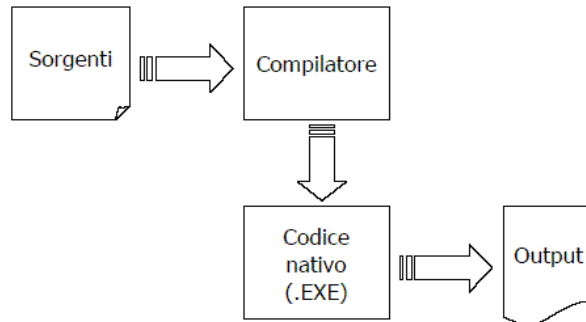 Sorgenti
Compilatore
Codice
nativo
(.EXE)
Output